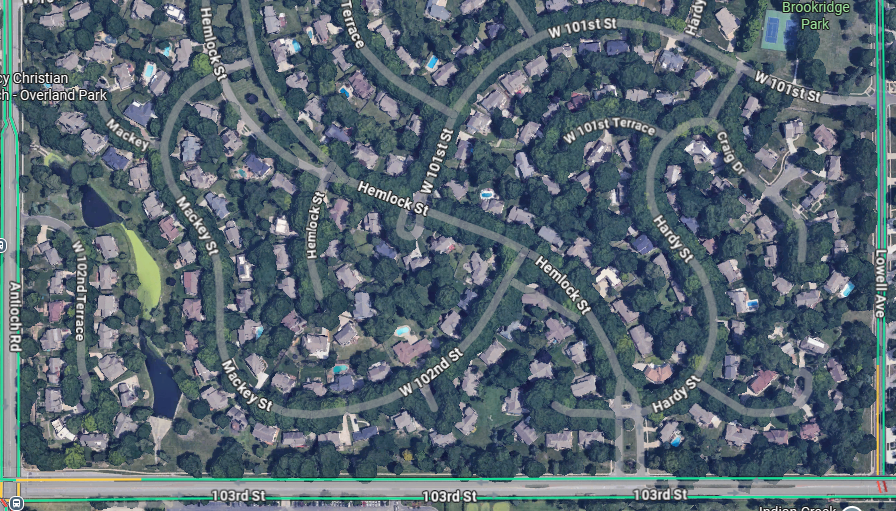 Brookridge
Park
Hemlock St
Terrace
W 101st St
Hardy
W 101st St
cy Christian
ch - Overland Park
Mackey
W 101st St
W 101st Terrace
Craig Dr
Hemlock St
Hemlock St
Mackey St
Hardy St
W 102nd Terrace
Antioch Rd
Hemlock St
Lowell Ave
Mackey St
W 102nd St
Hardy St
103rd St
103rd St
103rd St
Indian Creek